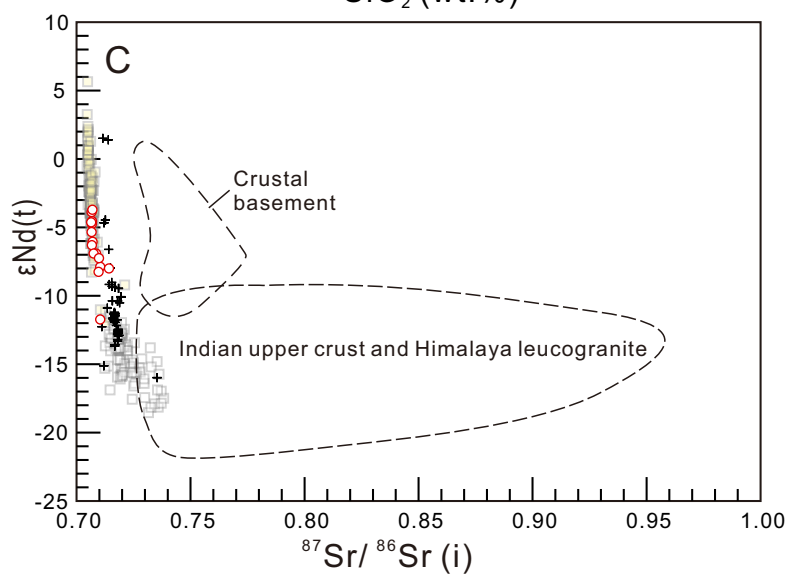 C
10
5
0
-5
-10
-15
-20
-25
εNd(t)
Crustal
basement
Indian upper crust and Himalaya leucogranite
0.70 0.75 0.80 0.85 0.90 0.95 1.00
87Sr/ 86Sr (i)